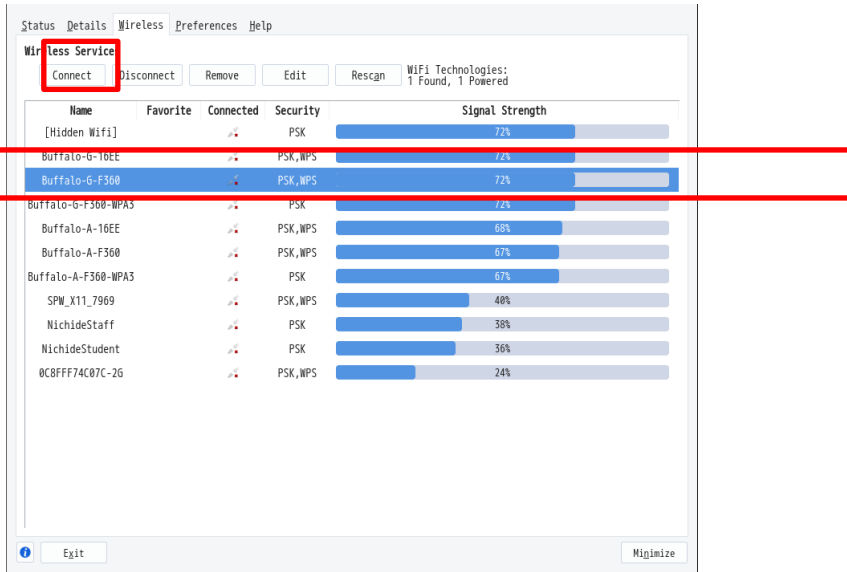 Status Details Wireless Preferences Help
Wireless Services
Connect Disconnect Remove Edit Rescan WiFi Technologies:
1 Found, 1 Powered
Name Favorite Connected Security Signal Strength
[Hidden Wifi] PSK 72%
Buffalo-G-16EE PSK,WPS 72%
Buffalo-G-F360 PSK,WPS 72%
Buffalo-G-F360-WPA3 PSK 72%
Buffalo-A-16EE PSK,WPS 68%
Buffalo-A-F360 PSK,WPS 67%
Buffalo-A-F360-WPA3 PSK 67%
SPW_X11_7969 PSK,WPS 40%
NichideStaff PSK 38%
NichideStudent PSK 36%
0C8FFF74C07C-2G PSK,WPS 24%
Exit Minimize